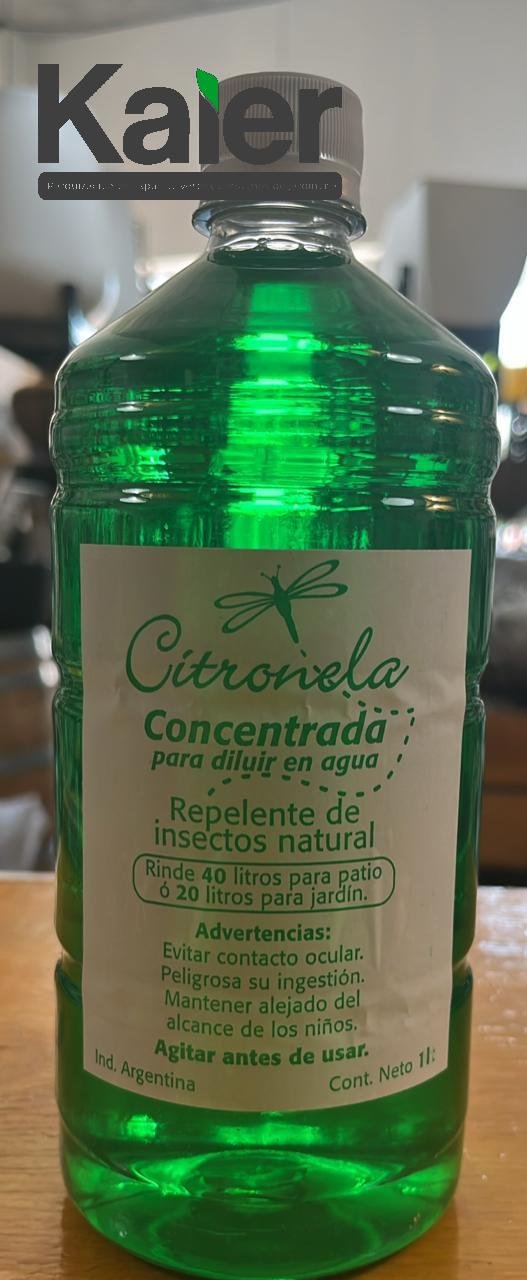 Kaier
Citronela
Concentrada
para diluir en agua
Repelente de
insectos natural
Rinde 40 litros para patio
ó 20 litros para jardín.
Advertencias:
Evitar contacto ocular.
Peligrosa su ingestión.
Mantener alejado del
alcance de los niños.
Agitar antes de usar.
Ind. Argentina
Cont. Neto 1l: